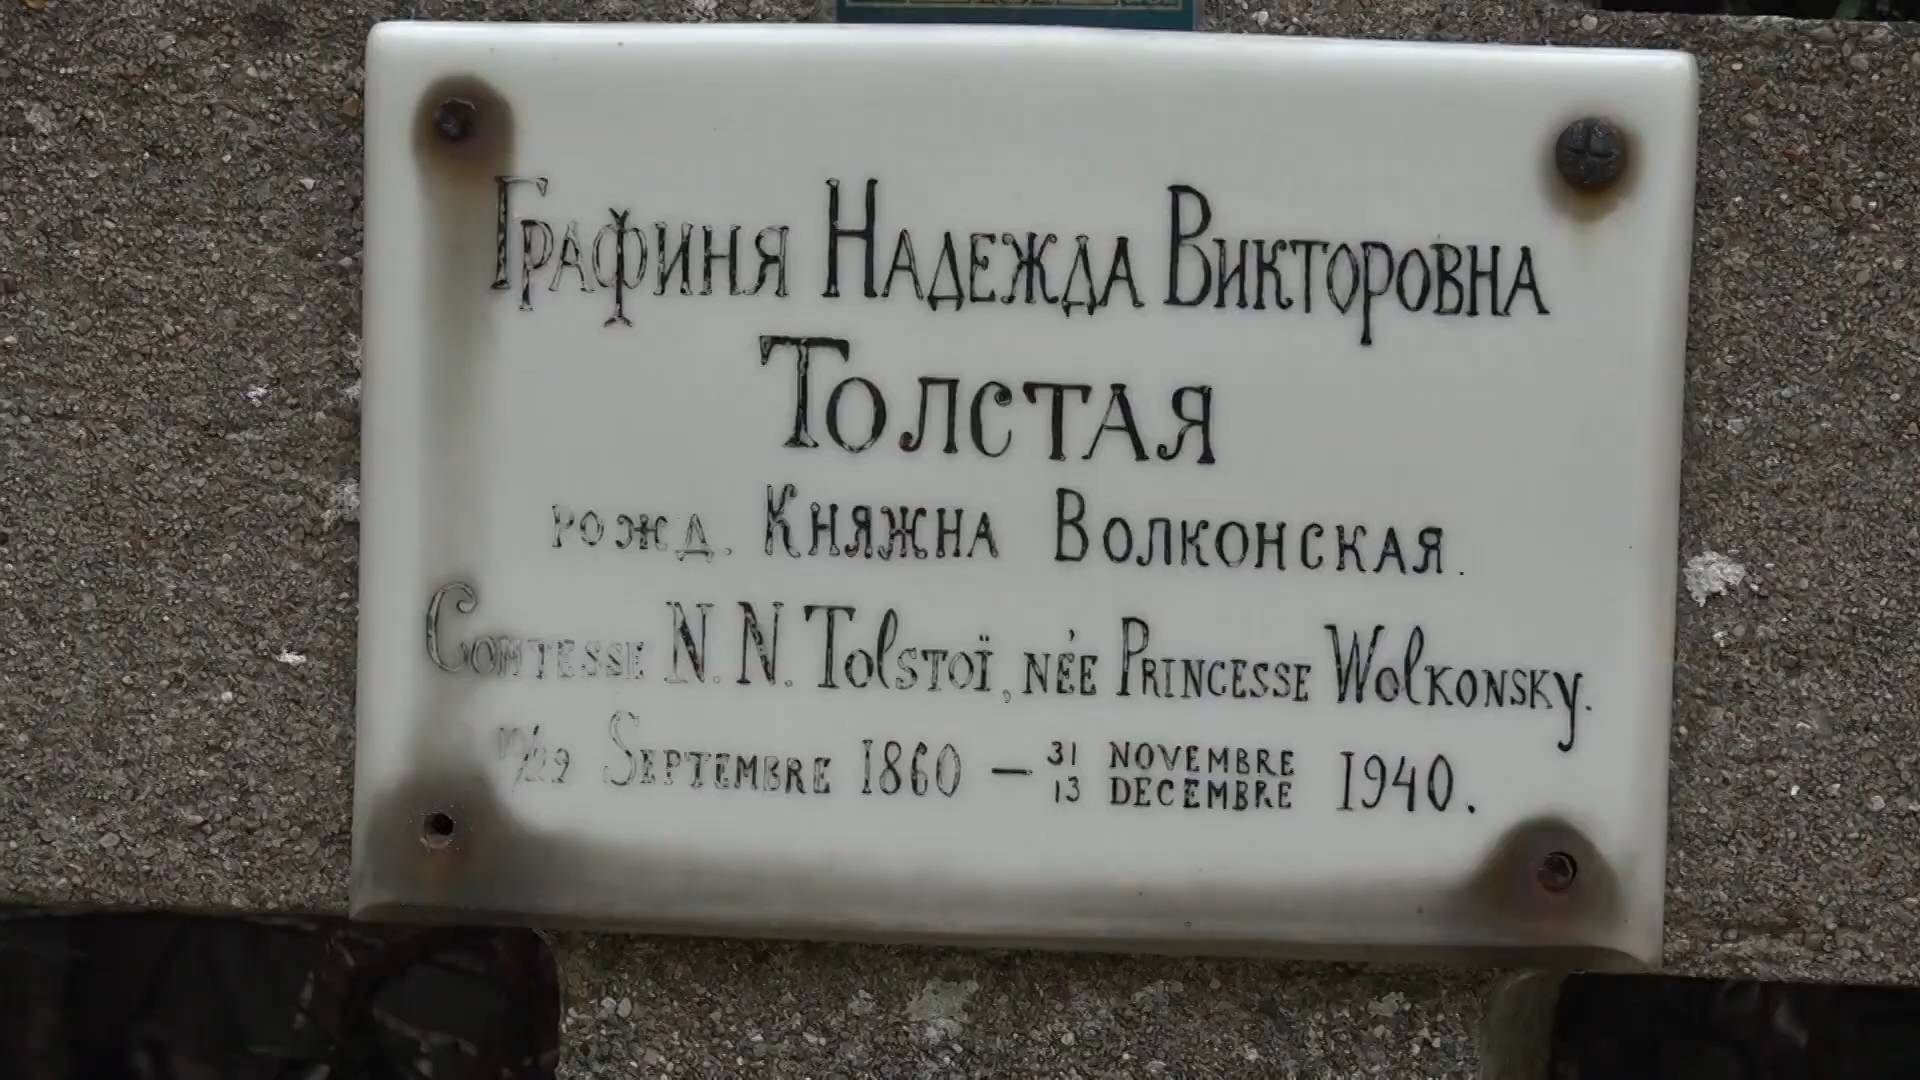 Графиня Надежда Викторовна
Толстая
рожд. Княжна Волконская.
Comtesse N. N. Tolstoï, née Princesse Wolkonsky.
Septembre 1860 — 31 novembre 13 decembre 1940.